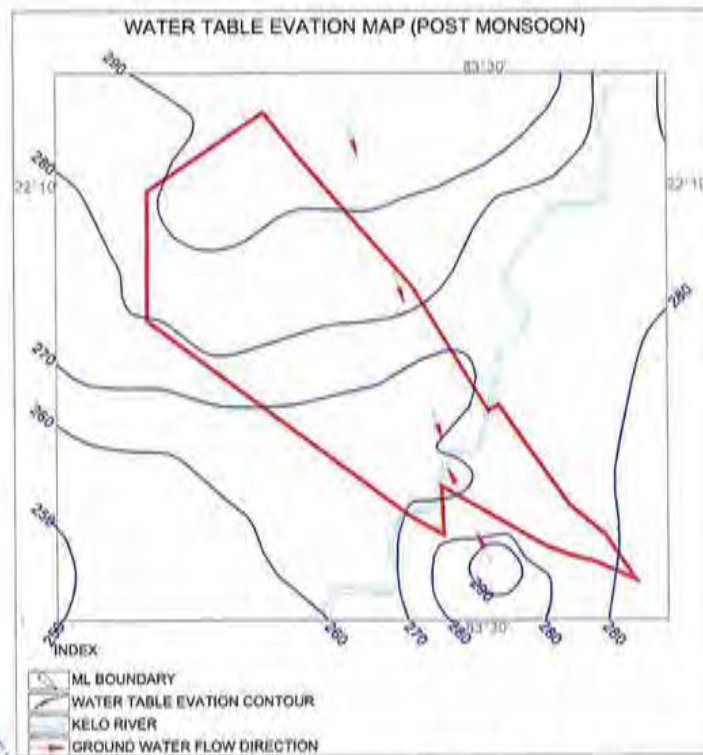 WATER TABLE EVATION MAP (POST MONSOON)
290
83°30'
280
22°10'
22°10'
280
270
260
250
290
250
260
270
280
83°30'
280
280
INDEX
ML BOUNDARY
WATER TABLE EVATION CONTOUR
KELO RIVER
GROUND WATER FLOW DIRECTION